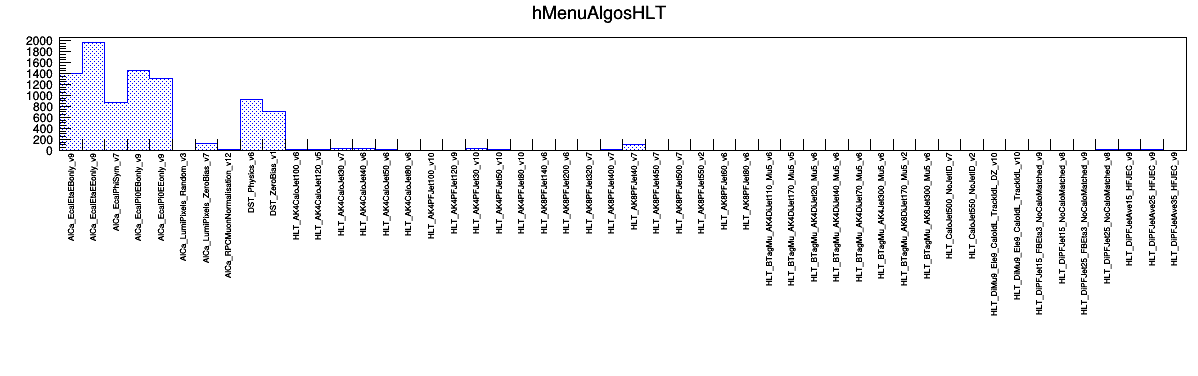 hMenuAlgosHLT
2000
1800
1600
1400
1200
1000
800
600
400
200
0
AlCa_EcalEtaEBonly_v9
AlCa_EcalEtaEEonly_v9
AlCa_EcalPhiSym_v7
AlCa_EcalPi0EBonly_v9
AlCa_EcalPi0EEonly_v9
AlCa_LumiPixels_Random_v3
AlCa_LumiPixels_ZeroBias_v7
AlCa_RPCMuonNormalisation_v12
DST_Physics_v6
DST_ZeroBias_v1
HLT_AK4CaloJet100_v6
HLT_AK4CaloJet120_v5
HLT_AK4CaloJet30_v7
HLT_AK4CaloJet40_v6
HLT_AK4CaloJet50_v6
HLT_AK4CaloJet80_v6
HLT_AK4PFJet100_v10
HLT_AK4PFJet120_v9
HLT_AK4PFJet30_v10
HLT_AK4PFJet50_v10
HLT_AK4PFJet80_v10
HLT_AK8PFJet140_v6
HLT_AK8PFJet200_v6
HLT_AK8PFJet320_v7
HLT_AK8PFJet400_v7
HLT_AK8PFJet40_v7
HLT_AK8PFJet450_v7
HLT_AK8PFJet500_v7
HLT_AK8PFJet550_v2
HLT_AK8PFJet60_v6
HLT_AK8PFJet80_v6
HLT_BTagMu_AK4DiJet110_Mu5_v6
HLT_BTagMu_AK4DiJet170_Mu5_v5
HLT_BTagMu_AK4DiJet20_Mu5_v6
HLT_BTagMu_AK4DiJet40_Mu5_v6
HLT_BTagMu_AK4DiJet70_Mu5_v6
HLT_BTagMu_AK4Jet300_Mu5_v6
HLT_BTagMu_AK8DiJet170_Mu5_v2
HLT_BTagMu_AK8Jet300_Mu5_v6
HLT_CaloJet500_NoJetID_v7
HLT_CaloJet550_NoJetID_v2
HLT_DiMu9_Ele9_CaloIdL_TrackIdL_DZ_v10
HLT_DiMu9_Ele9_CaloIdL_TrackIdL_v10
HLT_DiPFJet15_FBEta3_NoCaloMatched_v9
HLT_DiPFJet15_NoCaloMatched_v8
HLT_DiPFJet25_FBEta3_NoCaloMatched_v9
HLT_DiPFJet25_NoCaloMatched_v8
HLT_DiPFJetAve15_HFJEC_v9
HLT_DiPFJetAve25_HFJEC_v9
HLT_DiPFJetAve35_HFJEC_v9